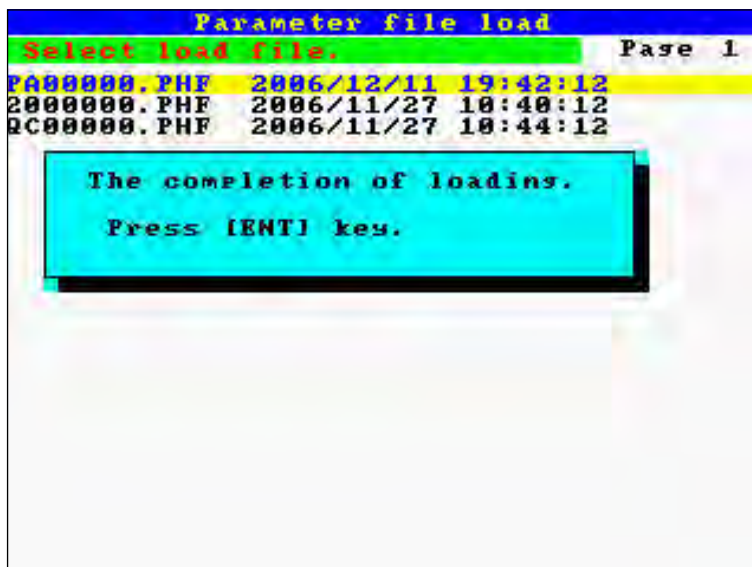 Parameter file load
Select load file. Page 1
PA00000.PHF 2006/12/11 19:42:12
2000000.PHF 2006/11/27 10:40:12
QC00000.PHF 2006/11/27 10:44:12
The completion of loading.
Press [ENT] key.